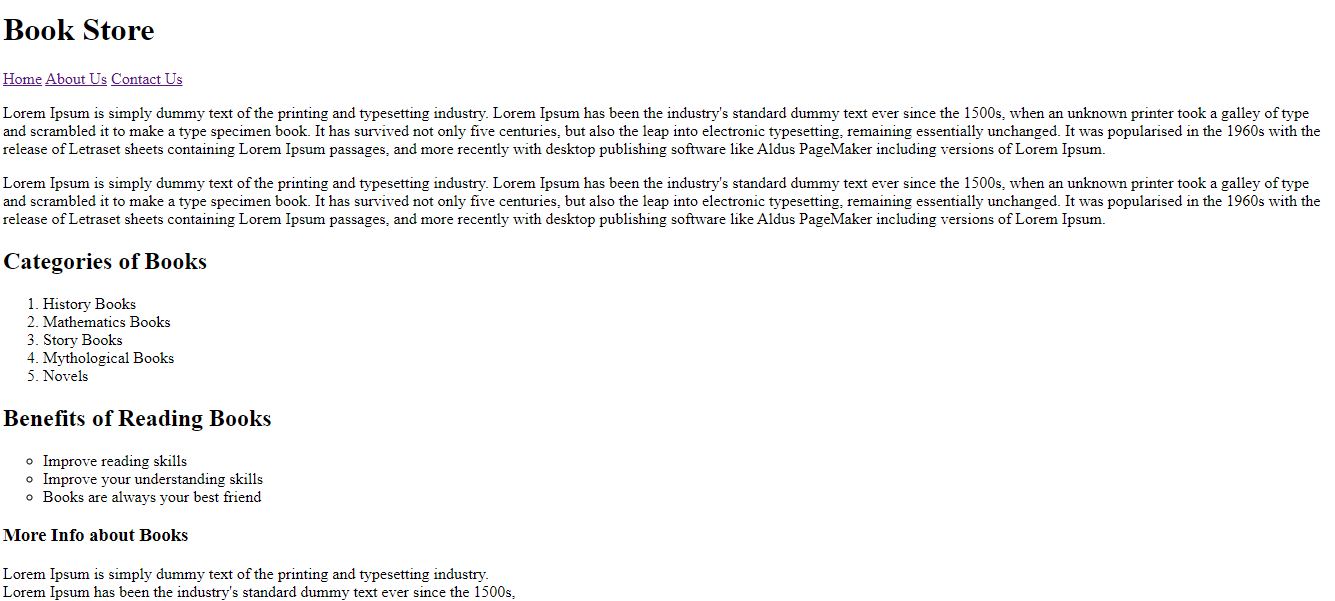 Book Store
Home About Us Contact Us
Lorem Ipsum is simply dummy text of the printing and typesetting industry. Lorem Ipsum has been the industry's standard dummy text ever since the 1500s, when an unknown printer took a galley of type
and scrambled it to make a type specimen book. It has survived not only five centuries, but also the leap into electronic typesetting, remaining essentially unchanged. It was popularised in the 1960s with the
release of Letraset sheets containing Lorem Ipsum passages, and more recently with desktop publishing software like Aldus PageMaker including versions of Lorem Ipsum.
Lorem Ipsum is simply dummy text of the printing and typesetting industry. Lorem Ipsum has been the industry's standard dummy text ever since the 1500s, when an unknown printer took a galley of type
and scrambled it to make a type specimen book. It has survived not only five centuries, but also the leap into electronic typesetting, remaining essentially unchanged. It was popularised in the 1960s with the
release of Letraset sheets containing Lorem Ipsum passages, and more recently with desktop publishing software like Aldus PageMaker including versions of Lorem Ipsum.
Categories of Books
1. History Books
2. Mathematics Books
3. Story Books
4. Mythological Books
5. Novels
Benefits of Reading Books
Improve reading skills
Improve your understanding skills
Books are always your best friend
More Info about Books
Lorem Ipsum is simply dummy text of the printing and typesetting industry.
Lorem Ipsum has been the industry's standard dummy text ever since the 1500s,